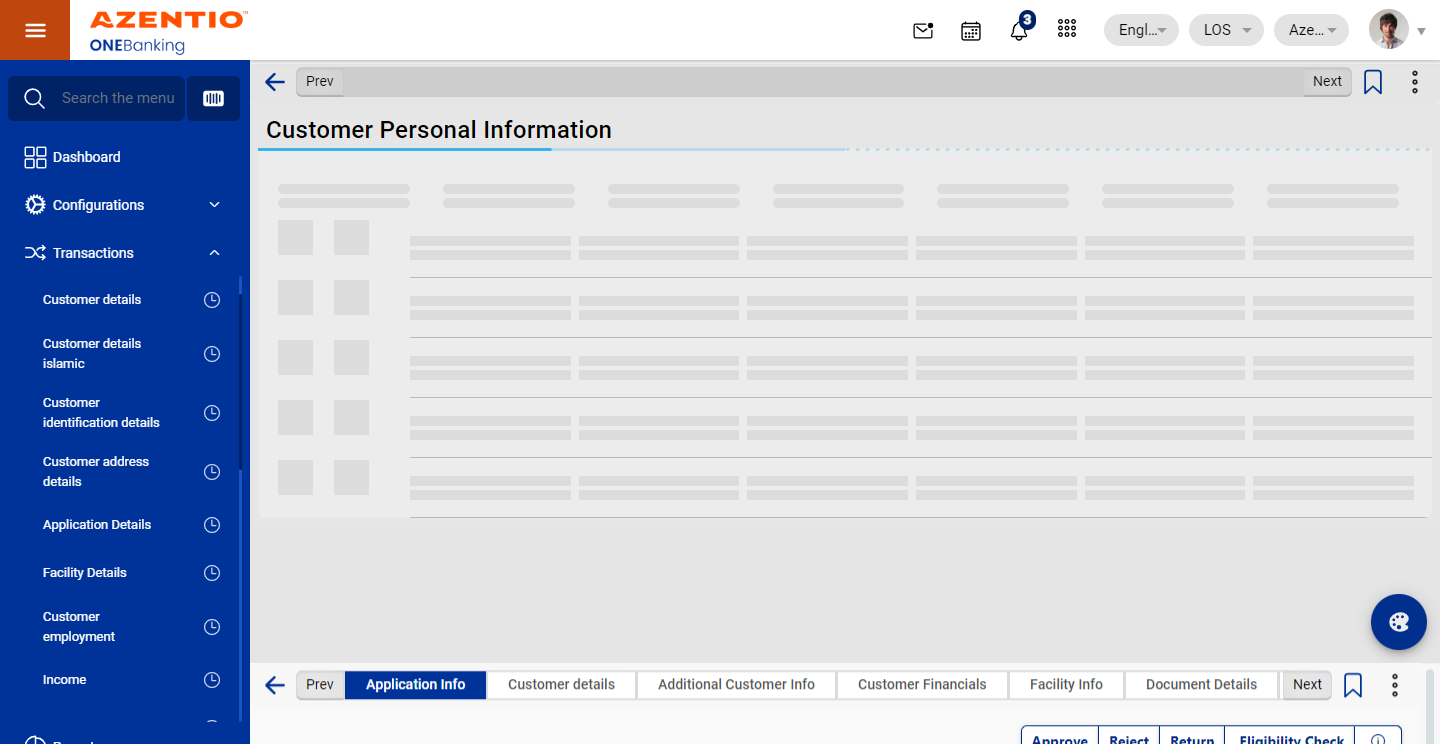 AZENTIO™
ONEBanking
3
Engl...
LOS
Aze...
Search the menu
Dashboard
Configurations
Transactions
Customer details
Customer details
islamic
Customer
identification details
Customer address
details
Application Details
Facility Details
Customer
employment
Income
Prev
Next
Customer Personal Information
Prev
Application Info
Customer details
Additional Customer Info
Customer Financials
Facility Info
Document Details
Next
Approve
Reject
Return
Eligibility Check